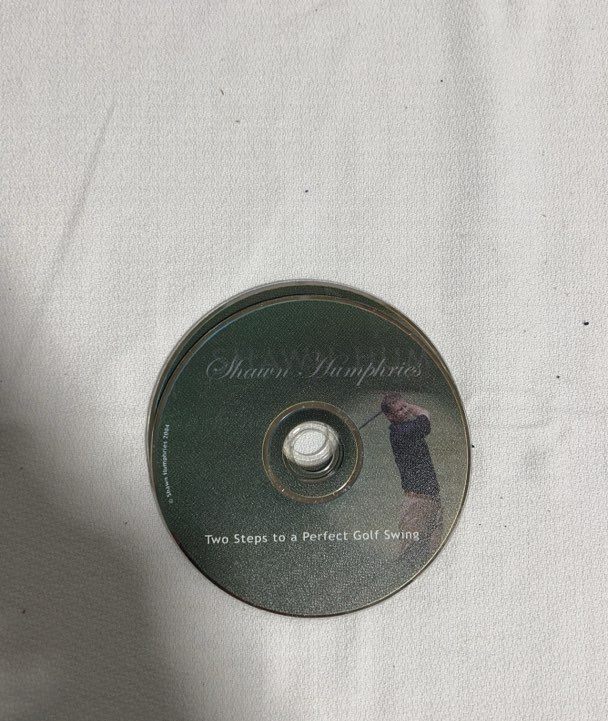 Shawn Humphries
© Shawn Humphries 2004
Two Steps to a Perfect Golf Swing